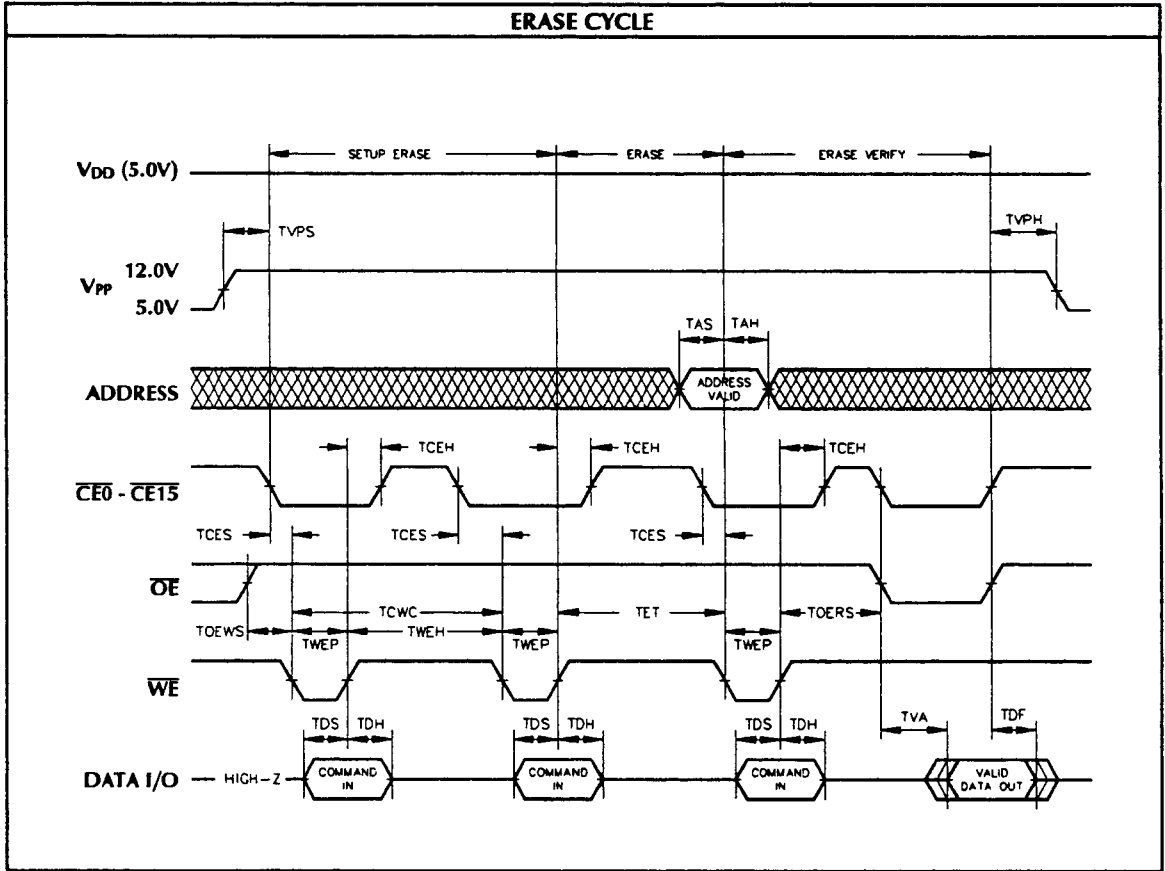 ERASE CYCLE
SETUP ERASE ERASE ERASE VERIFY
VDD (5.0V)
TVPS TVPH
12.0V
VPP
5.0V
TAS TAH
ADDRESS ADDRESS VALID
TCEH TCEH TCEH
CE0 - CE15
TCES TCES TCES
OE
TCWC TET TOERS
TOEWS TWEP TWEH TWEP TWEP
WE
TDS TDH TDS TDH TDS TDH TVA TDF
DATA I/O HIGH-Z COMMAND IN COMMAND IN COMMAND IN VALID DATA OUT